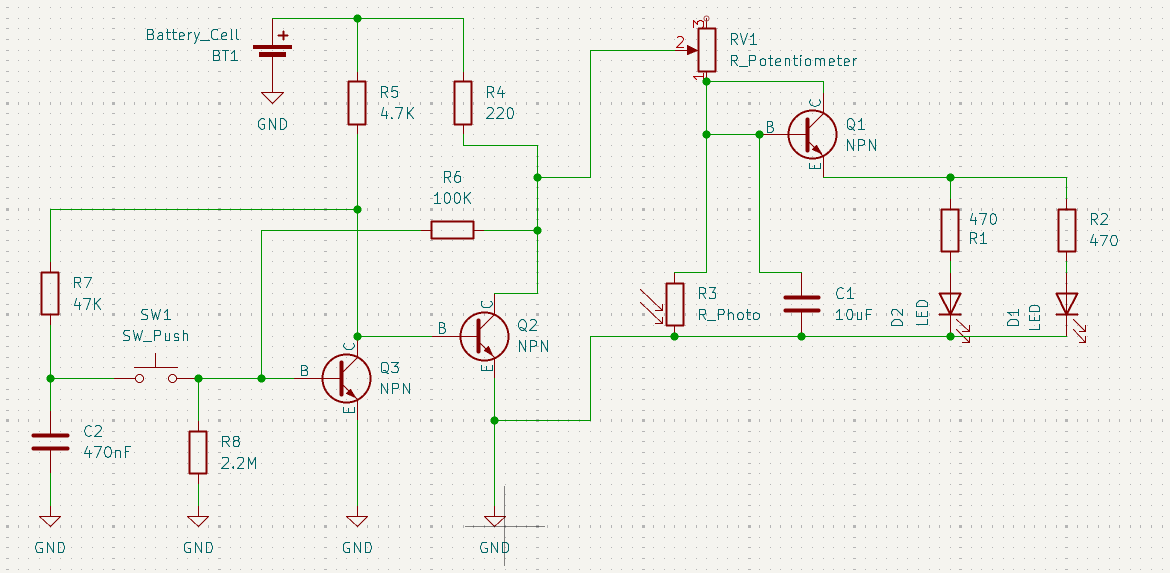 Battery_Cell
BT1
+
GND
R5
4.7K
R4
220
3
2
1
RV1
R_Potentiometer
C
B
E
Q1
NPN
R6
100K
470
R1
R2
470
R7
47K
SW1
SW_Push
C
B
E
Q2
NPN
R3
R_Photo
C1
10uF
D2
LED
D1
LED
C
B
E
Q3
NPN
C2
470nF
R8
2.2M
GND
GND
GND
GND